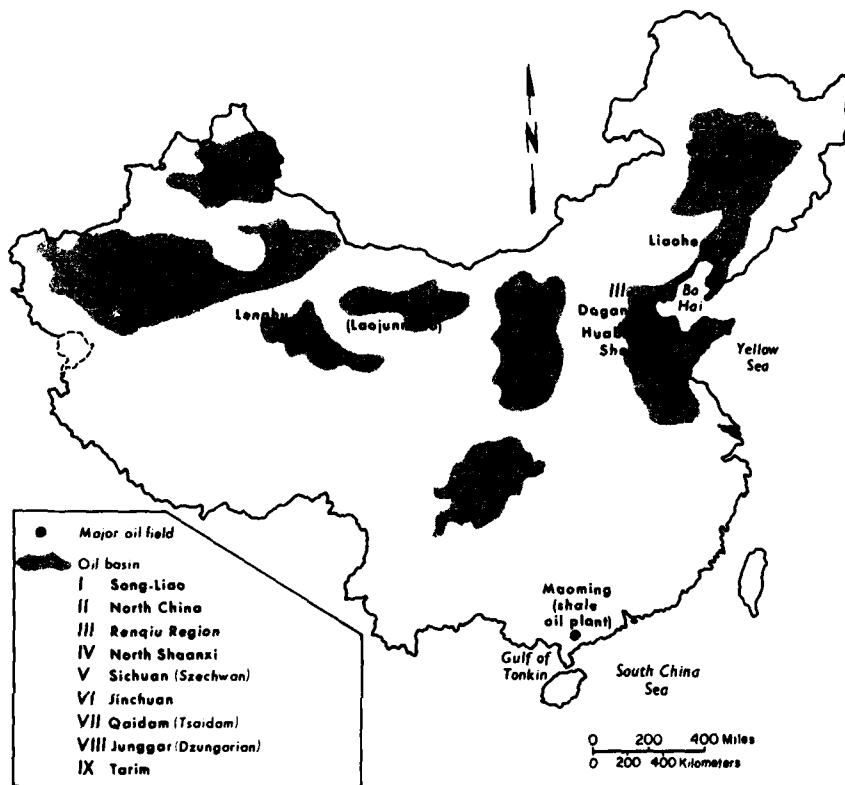 N
Liaohe
III
Bo
Hai
Yellow
Sea
Maoming
(shale
oil plant)
Gulf of
Tonkin
South China
Sea
Major oil field
Oil basin
I Song-Liao
II North China
III Renqiu Region
IV North Shaanxi
V Sichuan (Szechwan)
VI Jinchuan
VII Qaidam (Tsaidam)
VIII Junggar (Dzungarian)
IX Tarim
0 200 400 Miles
0 200 400 Kilometers